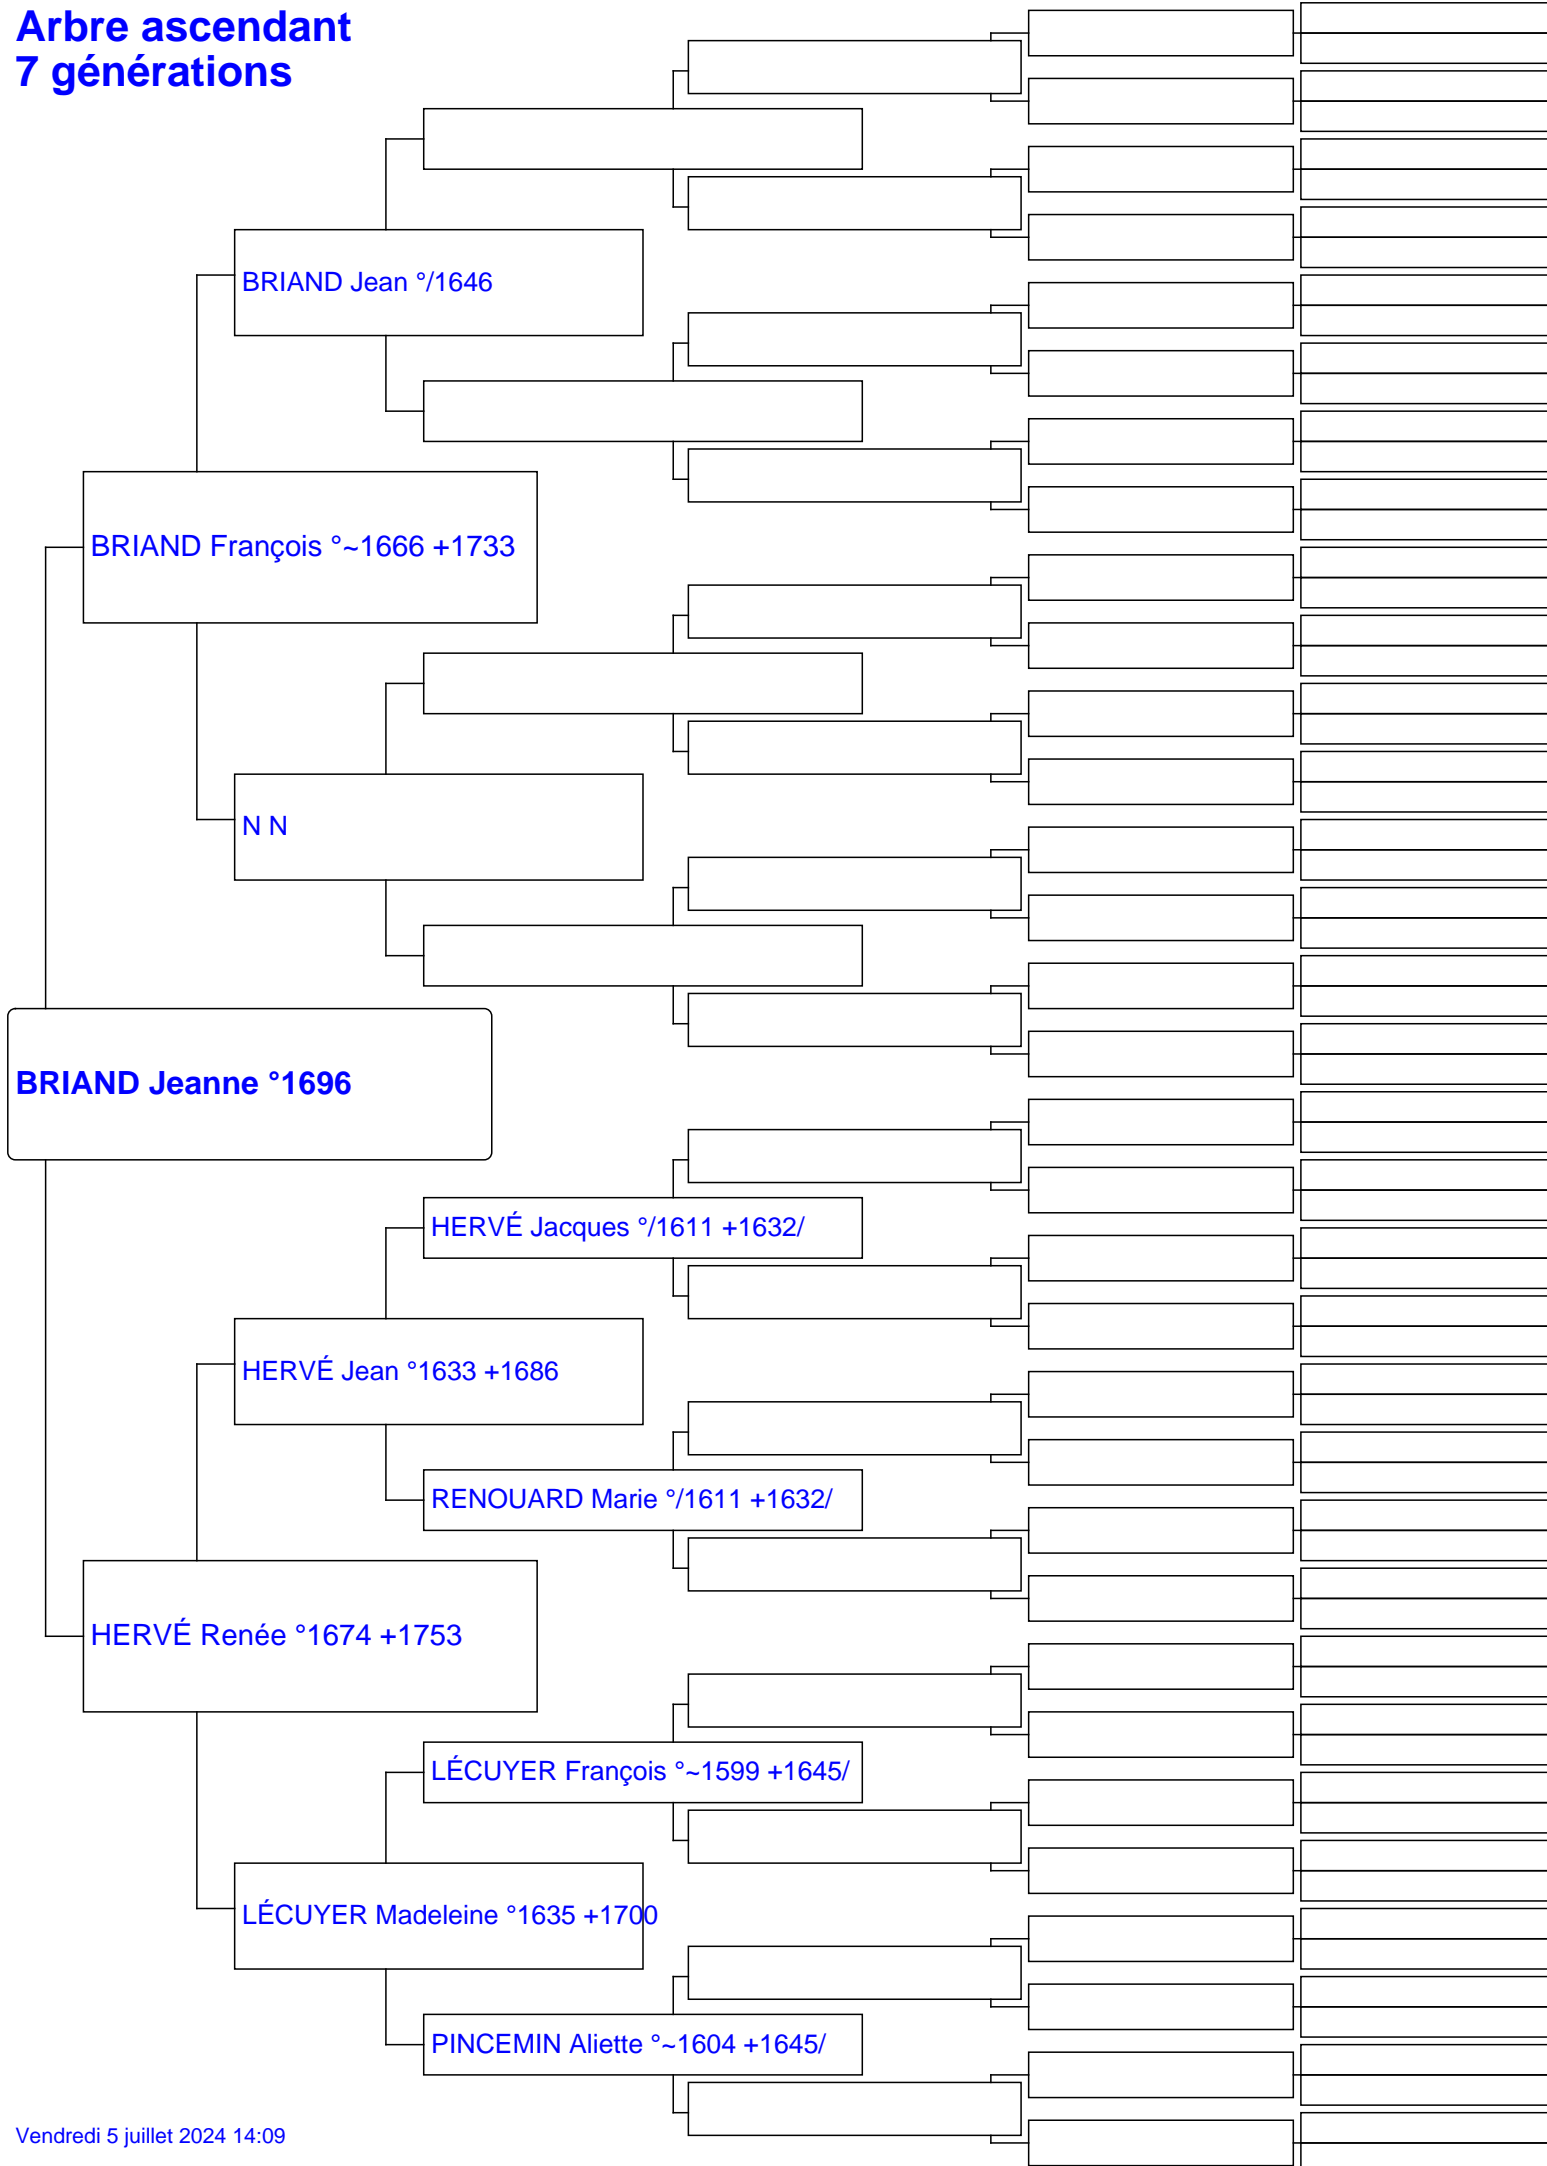 Arbre ascendant
7 générations
BRIAND Jean °/1646
BRIAND François °~1666 +1733
N N
BRIAND Jeanne °1696
HERVÉ Jacques °/1611 +1632/
HERVÉ Jean °1633 +1686
RENOUARD Marie °/1611 +1632/
HERVÉ Renée °1674 +1753
LÉCUYER François °~1599 +1645/
LÉCUYER Madeleine °1635 +1700
PINCEMIN Aliette °~1604 +1645/
Vendredi 5 juillet 2024 14:09